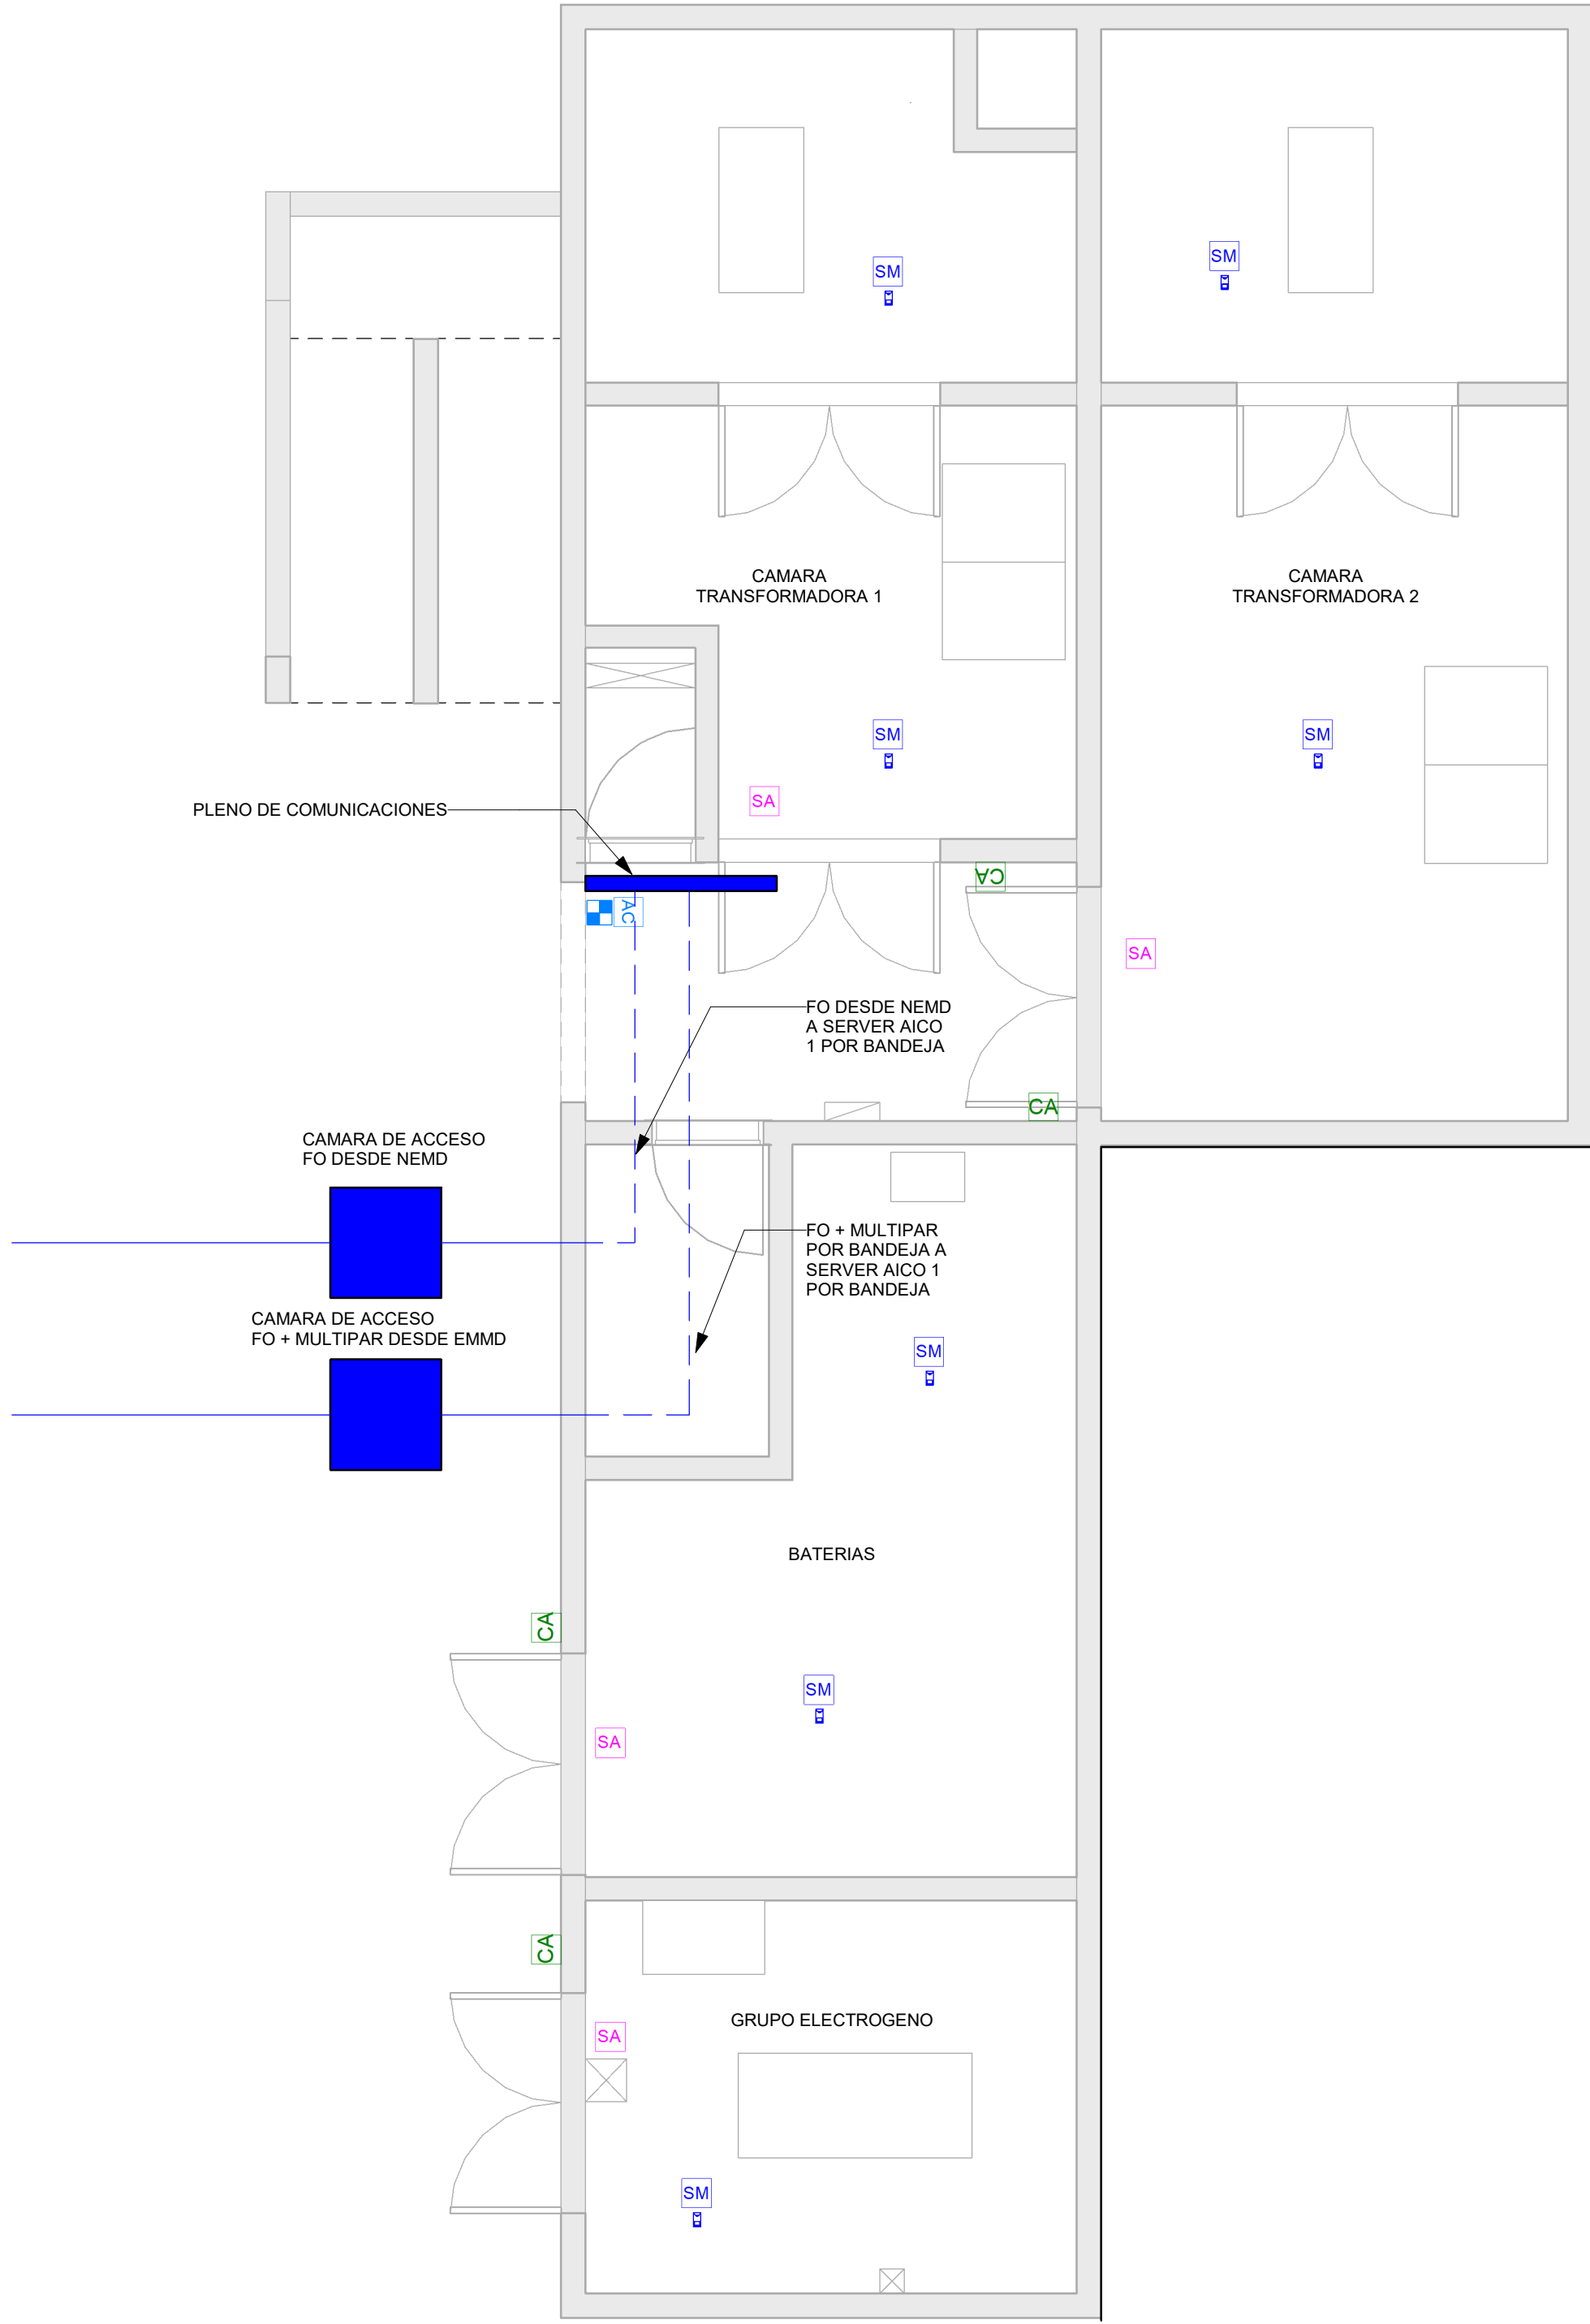 SM
SM
CAMARA
TRANSFORMADORA 1
CAMARA
TRANSFORMADORA 2
SM
SM
SA
PLENO DE COMUNICACIONES
CA
AC
SA
FO DESDE NEMD
A SERVER AICO
1 POR BANDEJA
CA
CAMARA DE ACCESO
FO DESDE NEMD
FO + MULTIPAR
POR BANDEJA A
SERVER AICO 1
POR BANDEJA
CAMARA DE ACCESO
FO + MULTIPAR DESDE EMMD
SM
BATERIAS
CA
SM
SA
CA
GRUPO ELECTROGENO
SA
SM